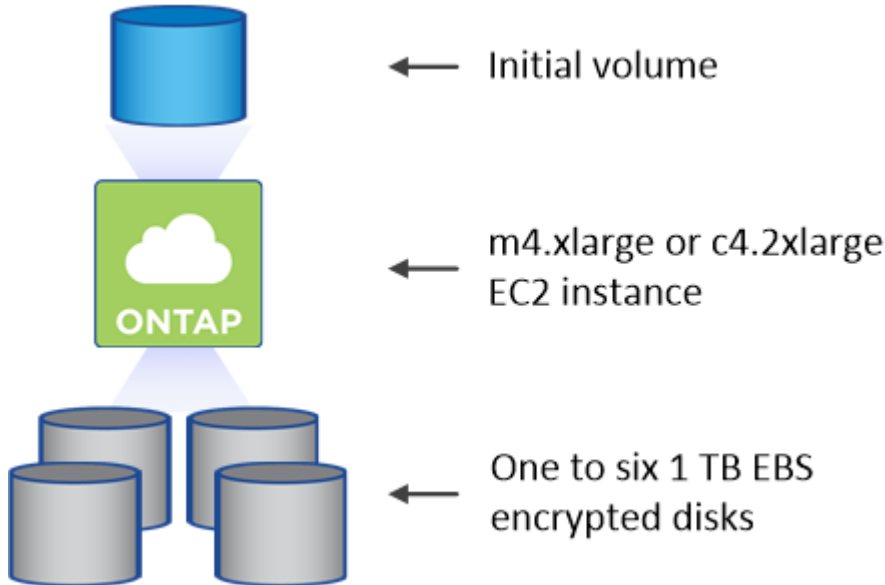 Initial volume
m4.xlarge or c4.2xlarge
EC2 instance
ONTAP
One to six 1 TB EBS
encrypted disks